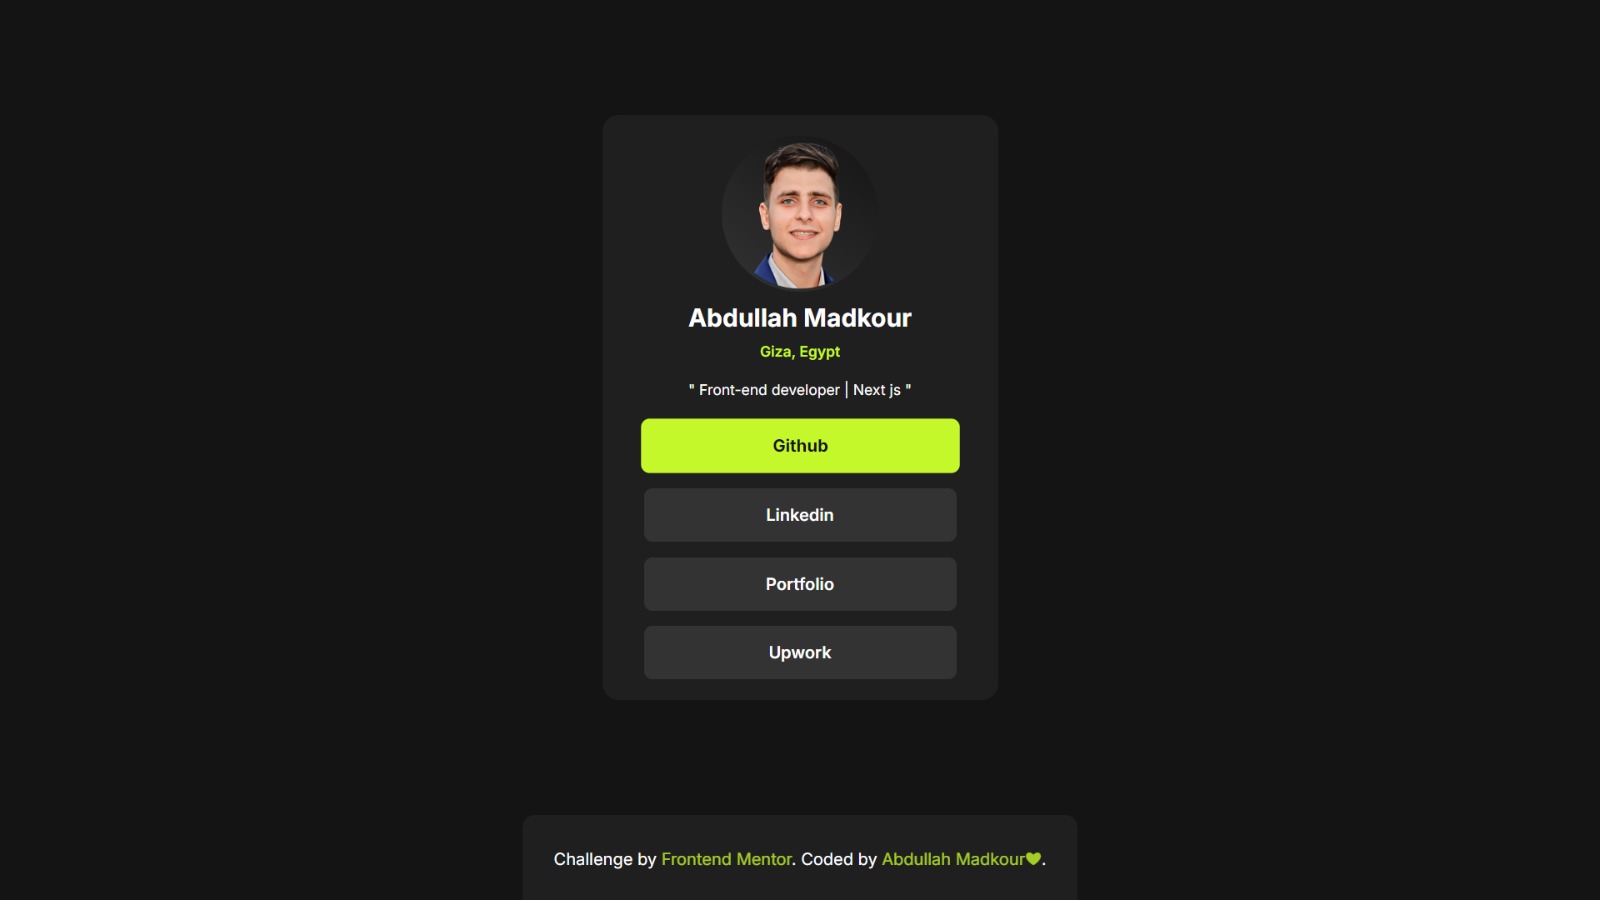 Abdullah Madkour
Giza, Egypt
" Front-end developer | Next js "
Github
Linkedin
Portfolio
Upwork
Challenge by Frontend Mentor. Coded by Abdullah Madkour💚.